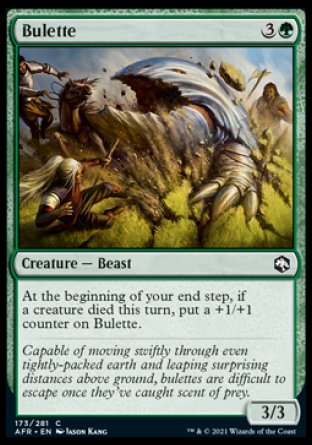 Bulette 3
Creature — Beast
At the beginning of your end step, if
a creature died this turn, put a +1/+1
counter on Bulette.
Capable of moving swiftly through even
tightly-packed earth and leaping surprising
distances above ground, bulettes are difficult to
escape once they've caught scent of prey.
3/3
173/281 C
AFR • EN Jason Kang
™ & © 2021 Wizards of the Coast